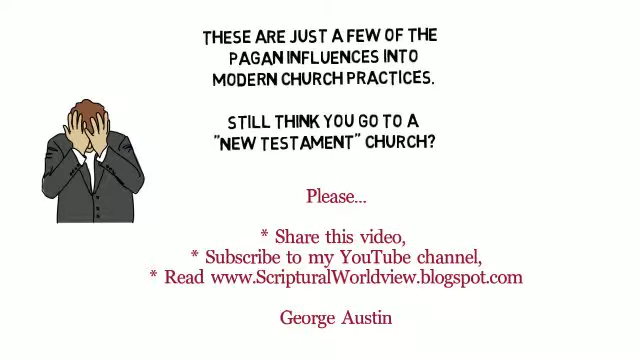 THESE ARE JUST A FEW OF THE
PAGAN INFLUENCES INTO
MODERN CHURCH PRACTICES.
STILL THINK YOU GO TO A
"NEW TESTAMENT" CHURCH?
Please...
* Share this video,
* Subscribe to my YouTube channel,
* Read www.ScripturalWorldview.blogspot.com
George Austin